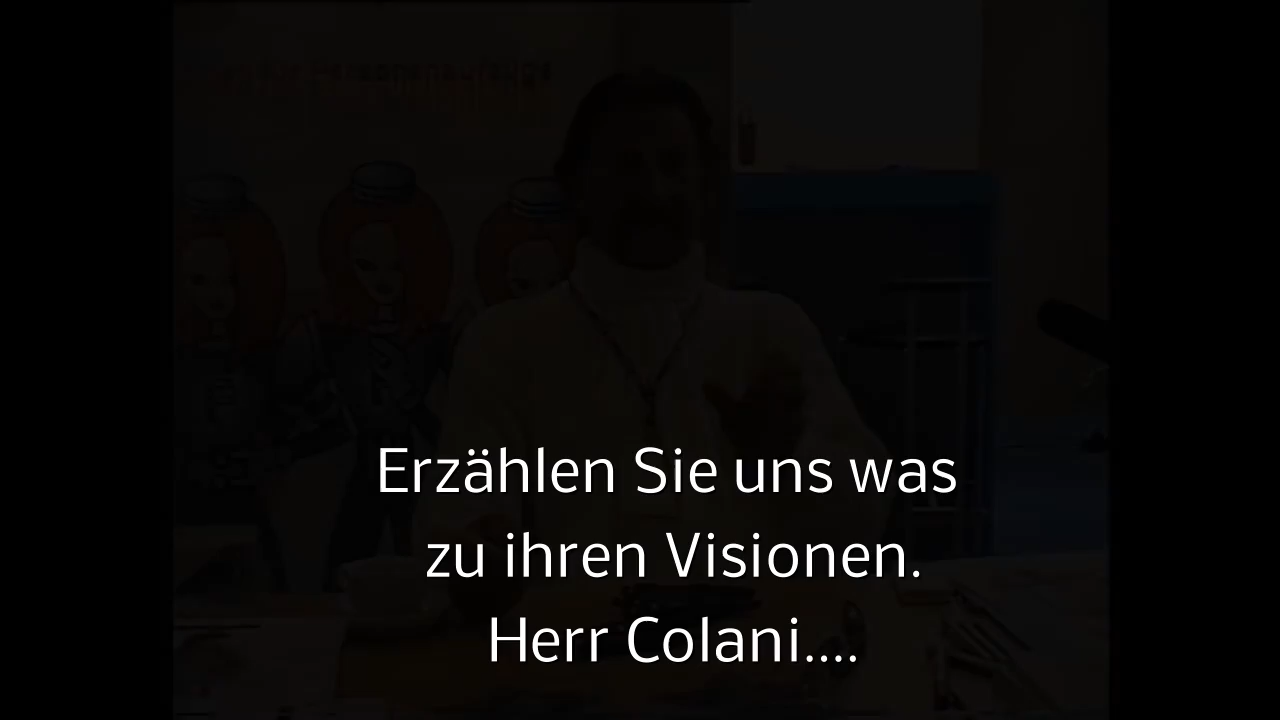 Erzählen Sie uns was
zu ihren Visionen.
Herr Colani....